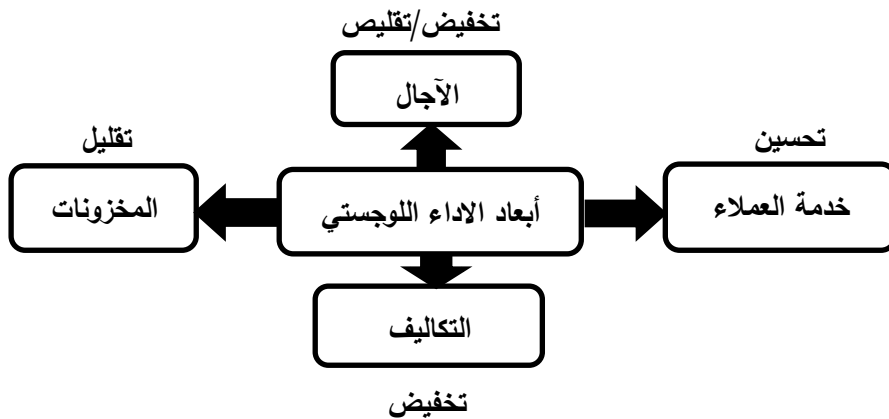 تخفيض/تقليص
الآجال
تحسين
تقليل
خدمة العملاء
أبعاد الاداء اللوجستي
المخزونات
التكاليف
تخفيض